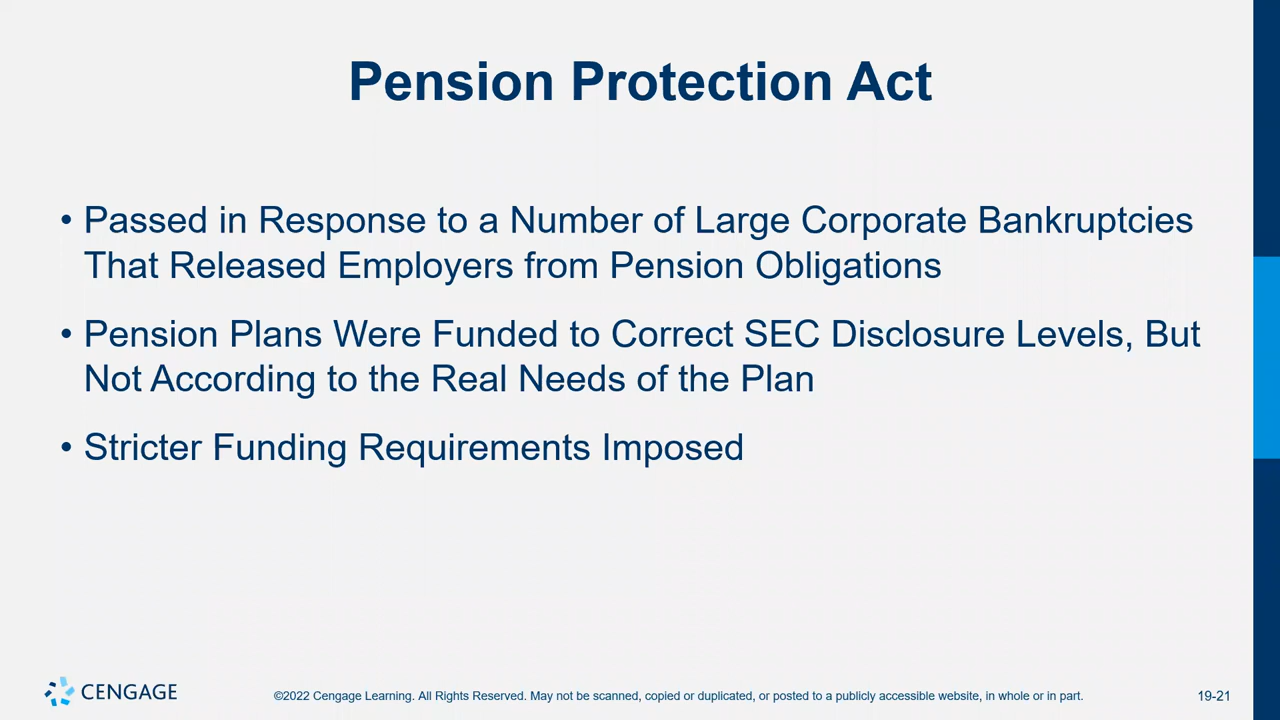 Pension Protection Act
• Passed in Response to a Number of Large Corporate Bankruptcies
That Released Employers from Pension Obligations
• Pension Plans Were Funded to Correct SEC Disclosure Levels, But
Not According to the Real Needs of the Plan
• Stricter Funding Requirements Imposed
CENGAGE
©2022 Cengage Learning. All Rights Reserved. May not be scanned, copied or duplicated, or posted to a publicly accessible website, in whole or in part.
19-21